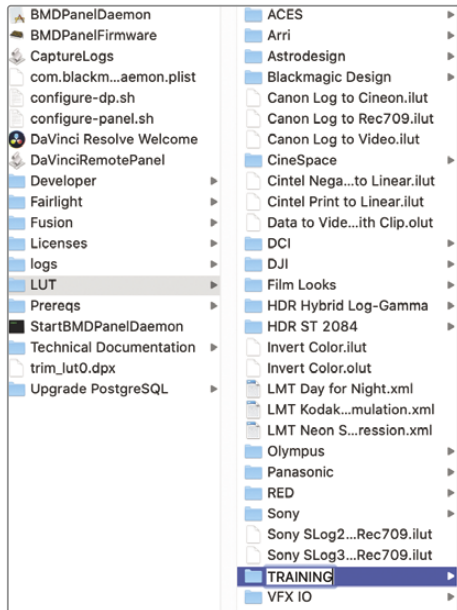 BMDPanelDaemon
BMDPanelFirmware
CaptureLogs
com.blackm...aemon.plist
configure-dp.sh
configure-panel.sh
DaVinci Resolve Welcome
DaVinciRemotePanel
Developer
Fairlight
Fusion
Licenses
logs
LUT
Prereqs
StartBMDPanelDaemon
Technical Documentation
trim_lut0.dpx
Upgrade PostgreSQL
ACES
Arri
Astrodesign
Blackmagic Design
Canon Log to Cineon.ilut
Canon Log to Rec709.ilut
Canon Log to Video.ilut
CineSpace
Cintel Nega...to Linear.ilut
Cintel Print to Linear.ilut
Data to Vide...ith Clip.olut
DCI
DJI
Film Looks
HDR Hybrid Log-Gamma
HDR ST 2084
Invert Color.ilut
Invert Color.olut
LMT Day for Night.xml
LMT Kodak...mulation.xml
LMT Neon S...ression.xml
Olympus
Panasonic
RED
Sony
Sony SLog2...Rec709.ilut
Sony SLog3...Rec709.ilut
TRAINING
VFX IO